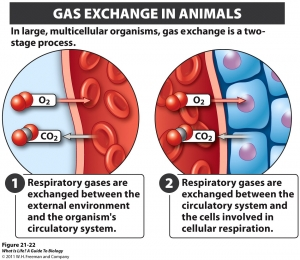 GAS EXCHANGE IN ANIMALS
In large, multicellular organisms, gas exchange is a two-
stage process.
O2
CO2
O2
CO2
1 Respiratory gases are
exchanged between the
external environment
and the organism's
circulatory system.
2 Respiratory gases are
exchanged between the
circulatory system and
the cells involved in
cellular respiration.
Figure 21-22
What Is Life? A Guide To Biology
© 2011 W.H. Freeman and Company